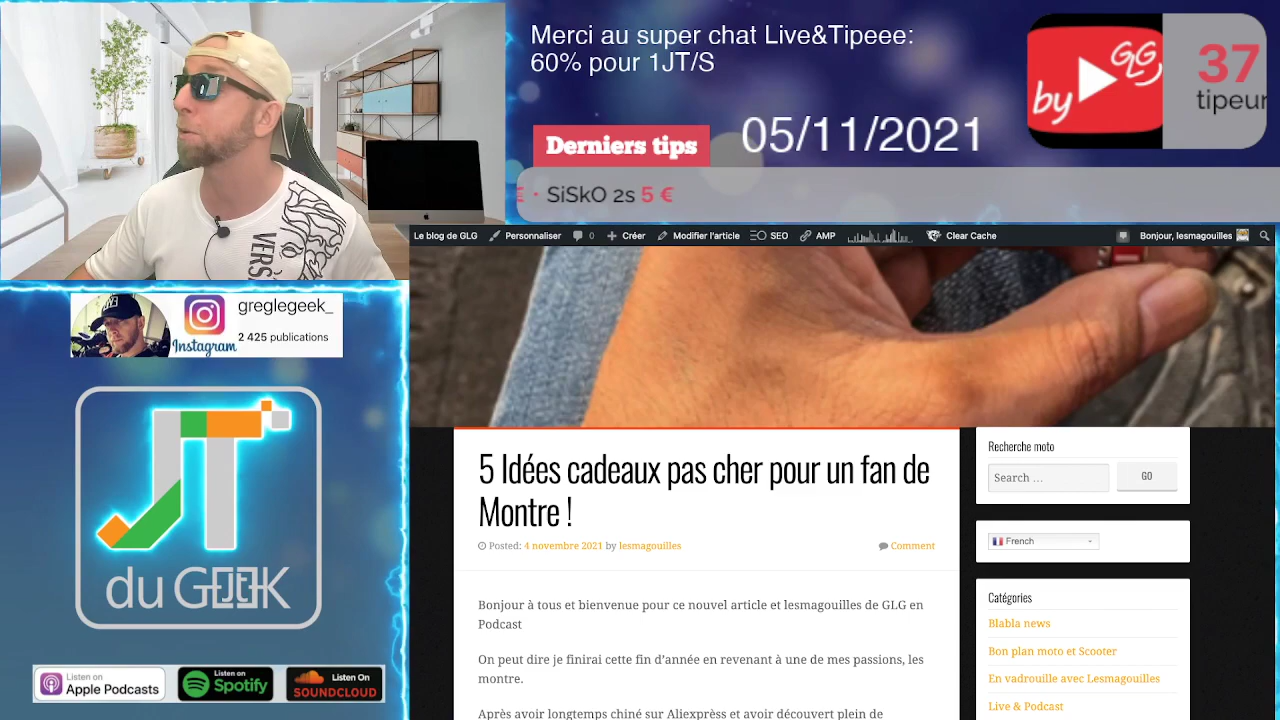 Merci au super chat Live&Tipeee:
60% pour 1JT/S
Derniers tips
05/11/2021
by GLG
37
tipeur
€ · SiSkO 2s 5 €
VERS
Le blog de GLG Personnaliser 0 Créer Modifier l'article SEO AMP Clear Cache Bonjour, lesmagouilles
greglegeek_
Instagram
2 425 publications
JT
du GEEK
Listen on
Apple Podcasts
Listen on
Spotify
Listen On
SOUNDCLOUD
5 Idées cadeaux pas cher pour un fan de
Montre !
Posted: 4 novembre 2021 by lesmagouilles
Comment
Bonjour à tous et bienvenue pour ce nouvel article et lesmagouilles de GLG en
Podcast
On peut dire je finirai cette fin d'année en revenant à une de mes passions, les
montre.
Après avoir longtemps chiné sur Aliexprèss et avoir découvert plein de
Recherche moto
Search …
GO
French
Catégories
Blabla news
Bon plan moto et Scooter
En vadrouille avec Lesmagouilles
Live & Podcast